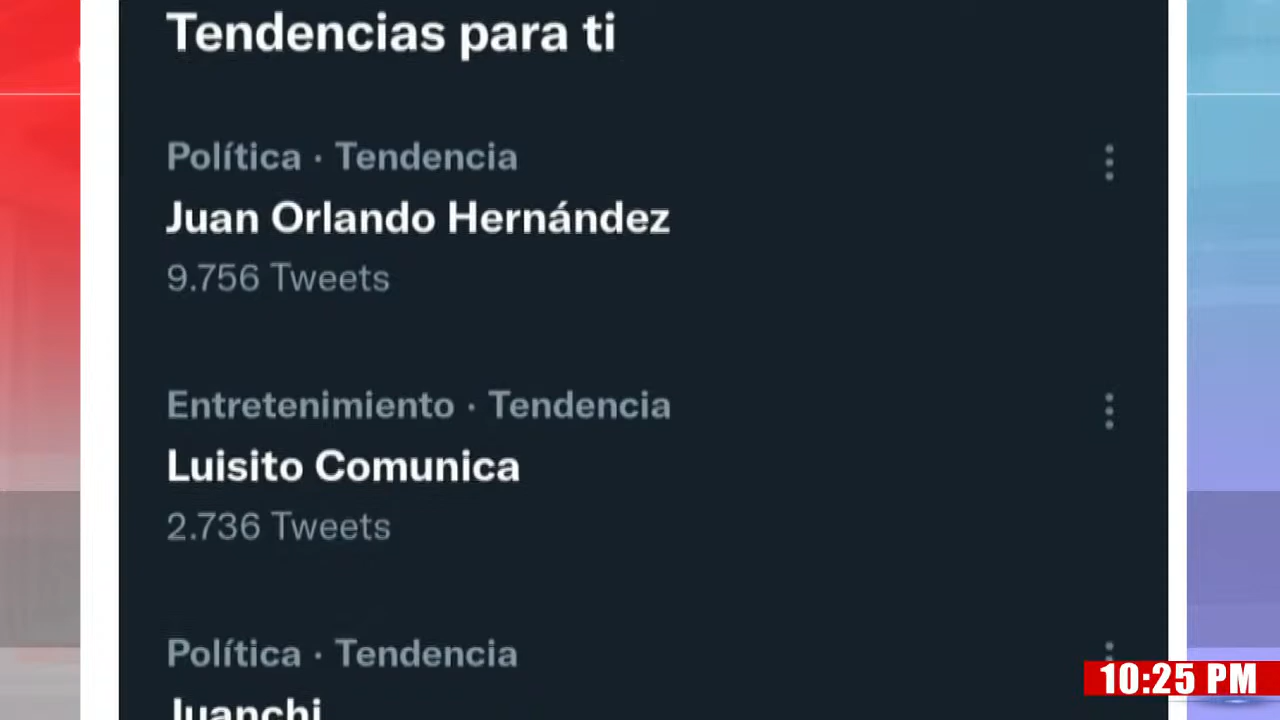 Tendencias para ti
Política · Tendencia
Juan Orlando Hernández
9.756 Tweets
Entretenimiento · Tendencia
Luisito Comunica
2.736 Tweets
Política · Tendencia
Juanchi
10:25 PM